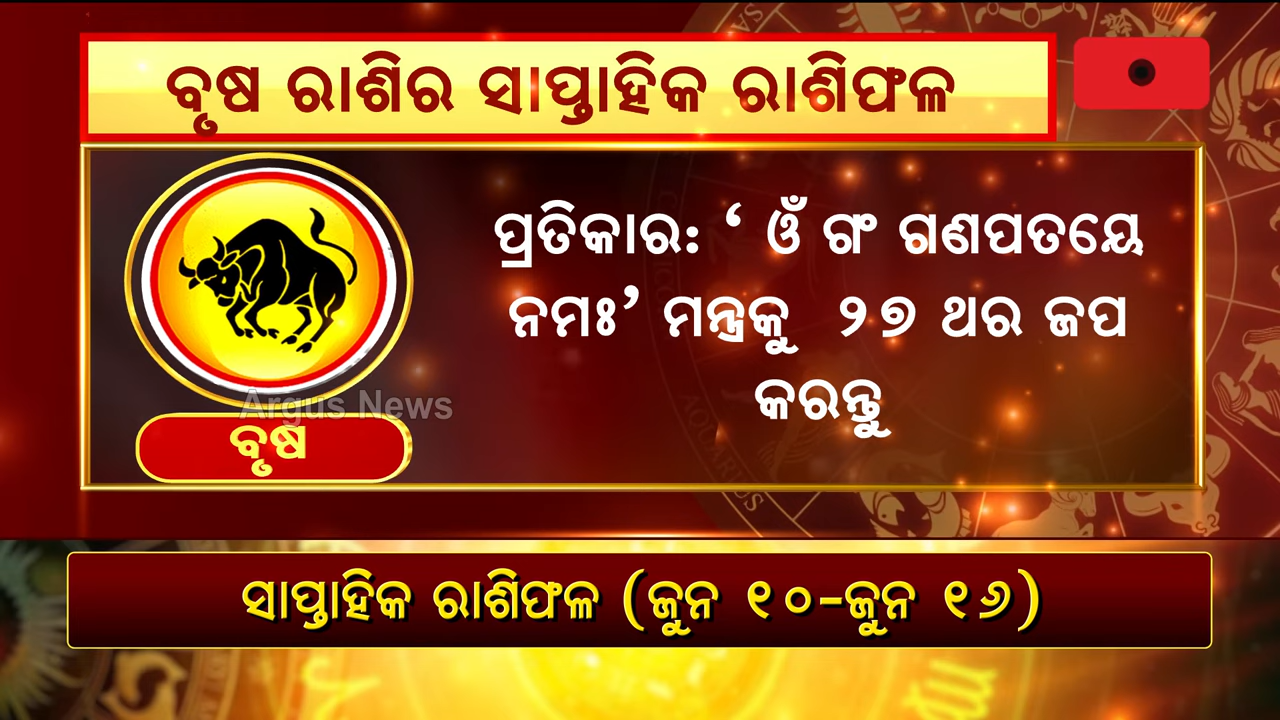 ବୃଷ ରାଶିର ସାପ୍ତାହିକ ରାଶିଫଳ
ପ୍ରତିକାର: ‘ ଓଁ ଙ୍ଗ ଗଣପତୟେ
ନମଃ’ ମନ୍ତ୍ରକୁ ୨୭ ଥର ଜପ
କରନ୍ତୁ
Argus News
ବୃଷ
ସାପ୍ତାହିକ ରାଶିଫଳ (ଜୁନ ୧୦-ଜୁନ ୧୬)